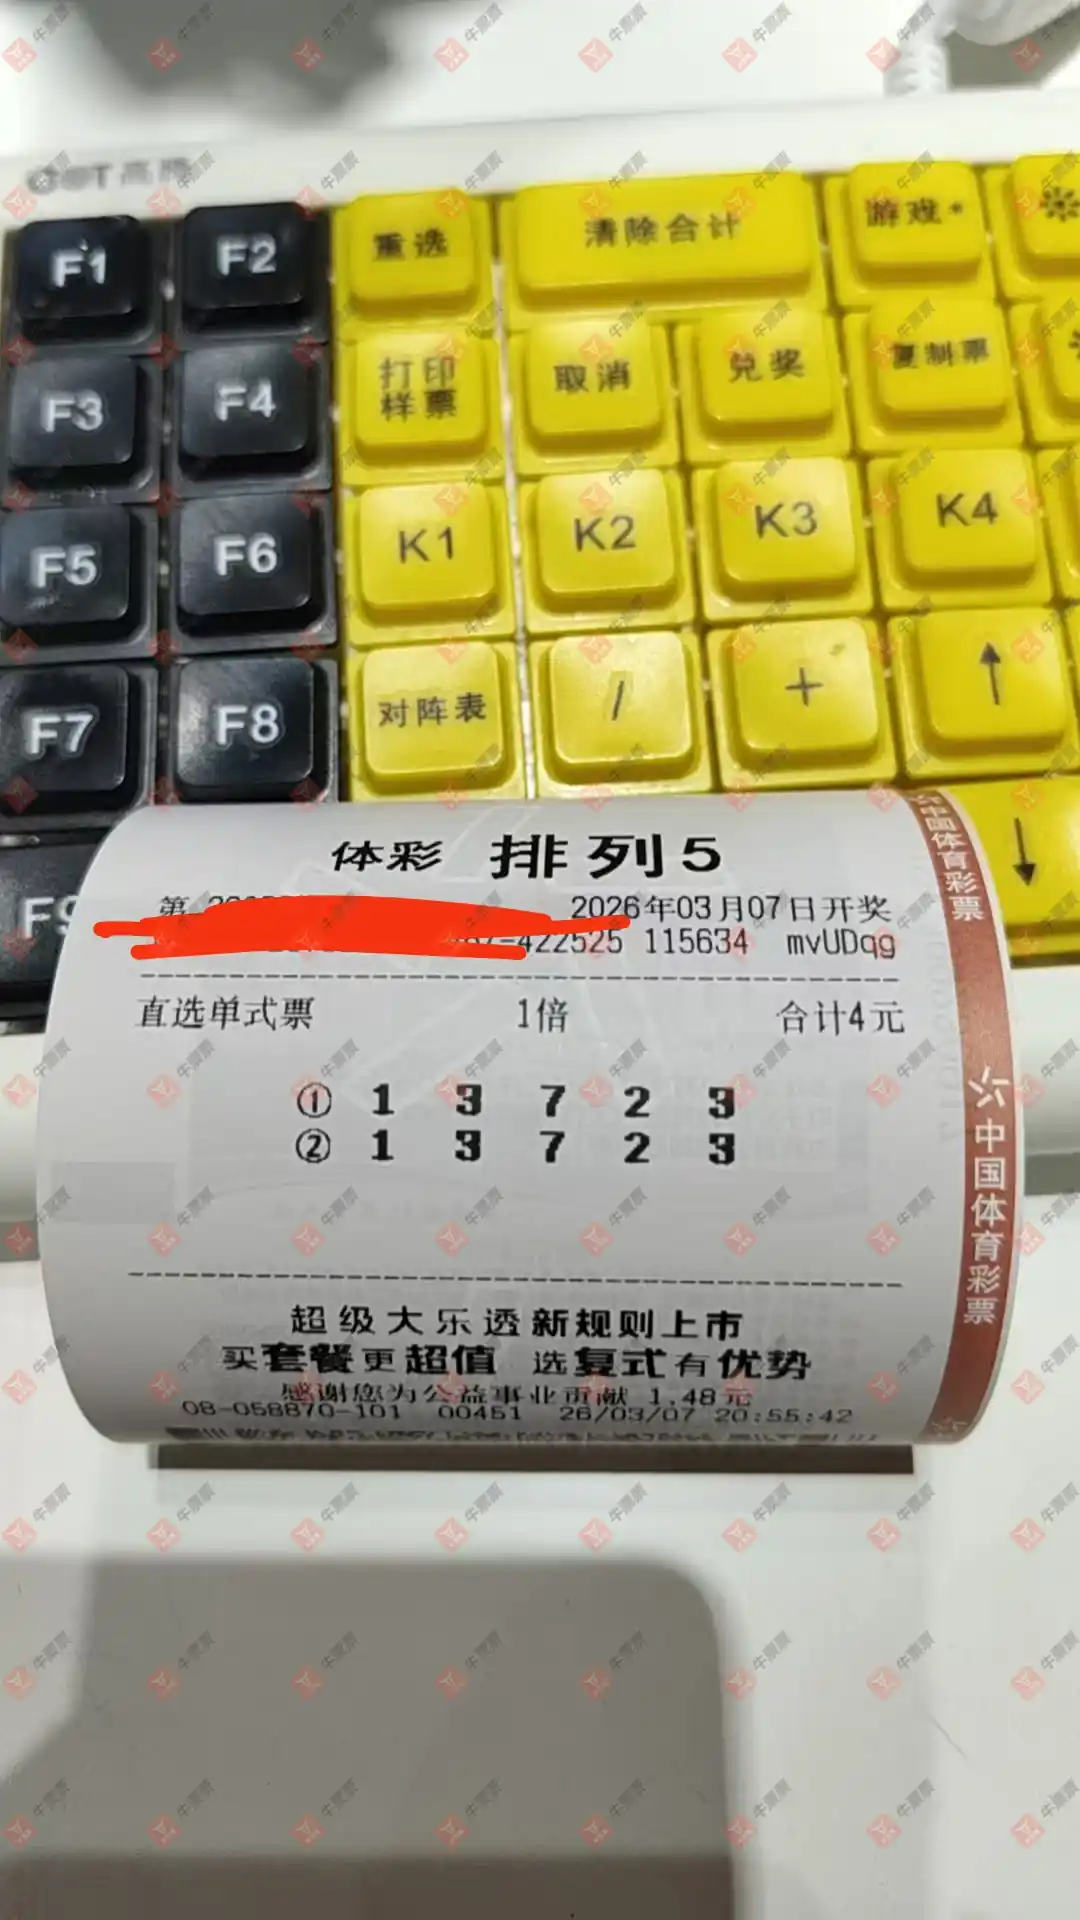 高
F1 F2 重选 清除合计 游戏*
F3 F4 打印样票 取消 兑奖 复制票
F5 F6 K1 K2 K3 K4
F7 F8 对阵表 / + ↑
F9 ↓
体彩 排列5
第 2026年03月07日开奖
-422525 115634 mvUDqg
直选单式票 1倍 合计4元
① 1 3 7 2 3
② 1 3 7 2 3
超级大乐透新规则上市
买套餐更超值 选复式有优势
感谢您为公益事业贡献 1.48元
08-058870-101 00451 26/03/07 20:55:42
中国体育彩票
中国体育彩票
牛票票